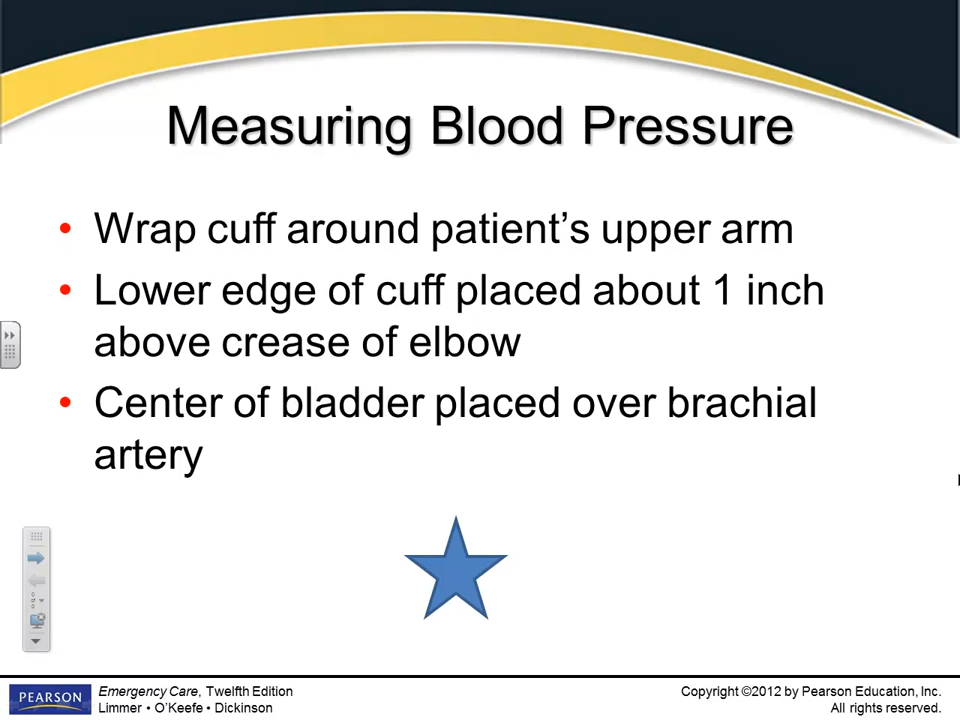 Measuring Blood Pressure
• Wrap cuff around patient’s upper arm
• Lower edge of cuff placed about 1 inch
above crease of elbow
• Center of bladder placed over brachial
artery
PEARSON
Emergency Care, Twelfth Edition
Limmer • O’Keefe • Dickinson
Copyright ©2012 by Pearson Education, Inc.
All rights reserved.